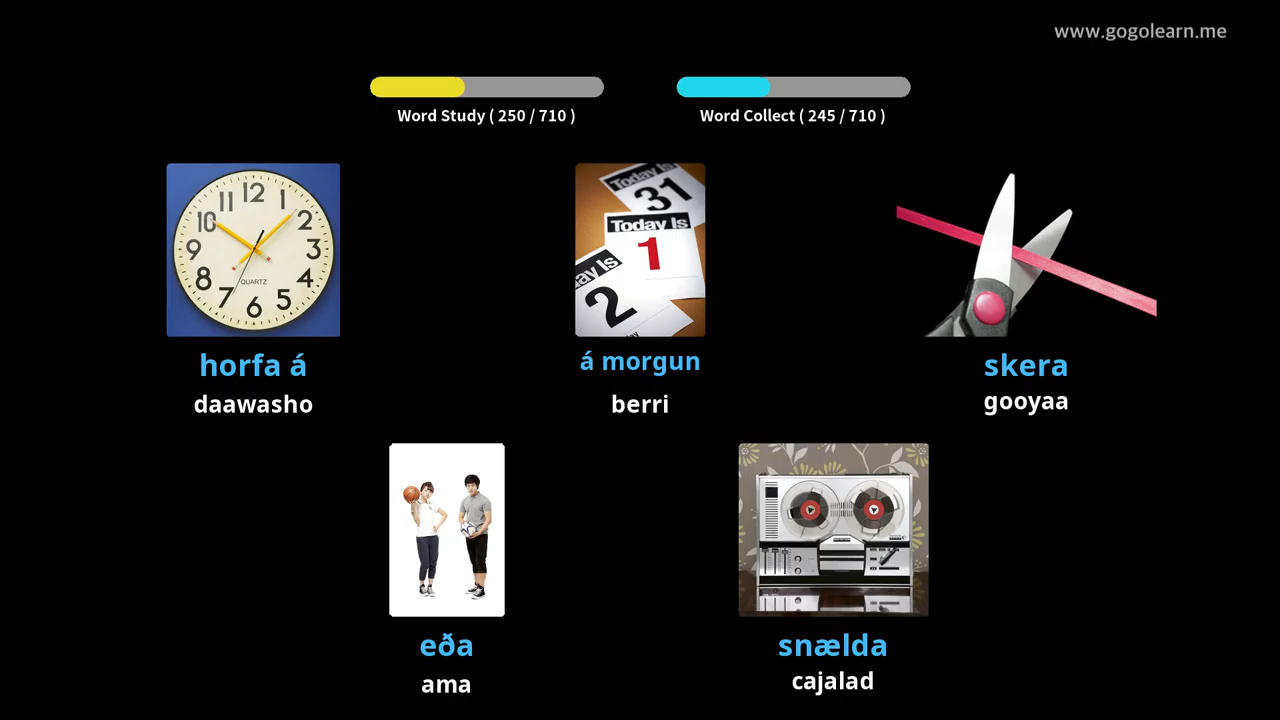 www.gogolearn.me
Word Study ( 250 / 710 )
Word Collect ( 245 / 710 )
12
1
2
3
4
5
6
7
8
9
10
11
QUARTZ
Today Is
31
Today Is
1
day Is
2
horfa á
daawasho
á morgun
berri
skera
gooyaa
eða
ama
snælda
cajalad